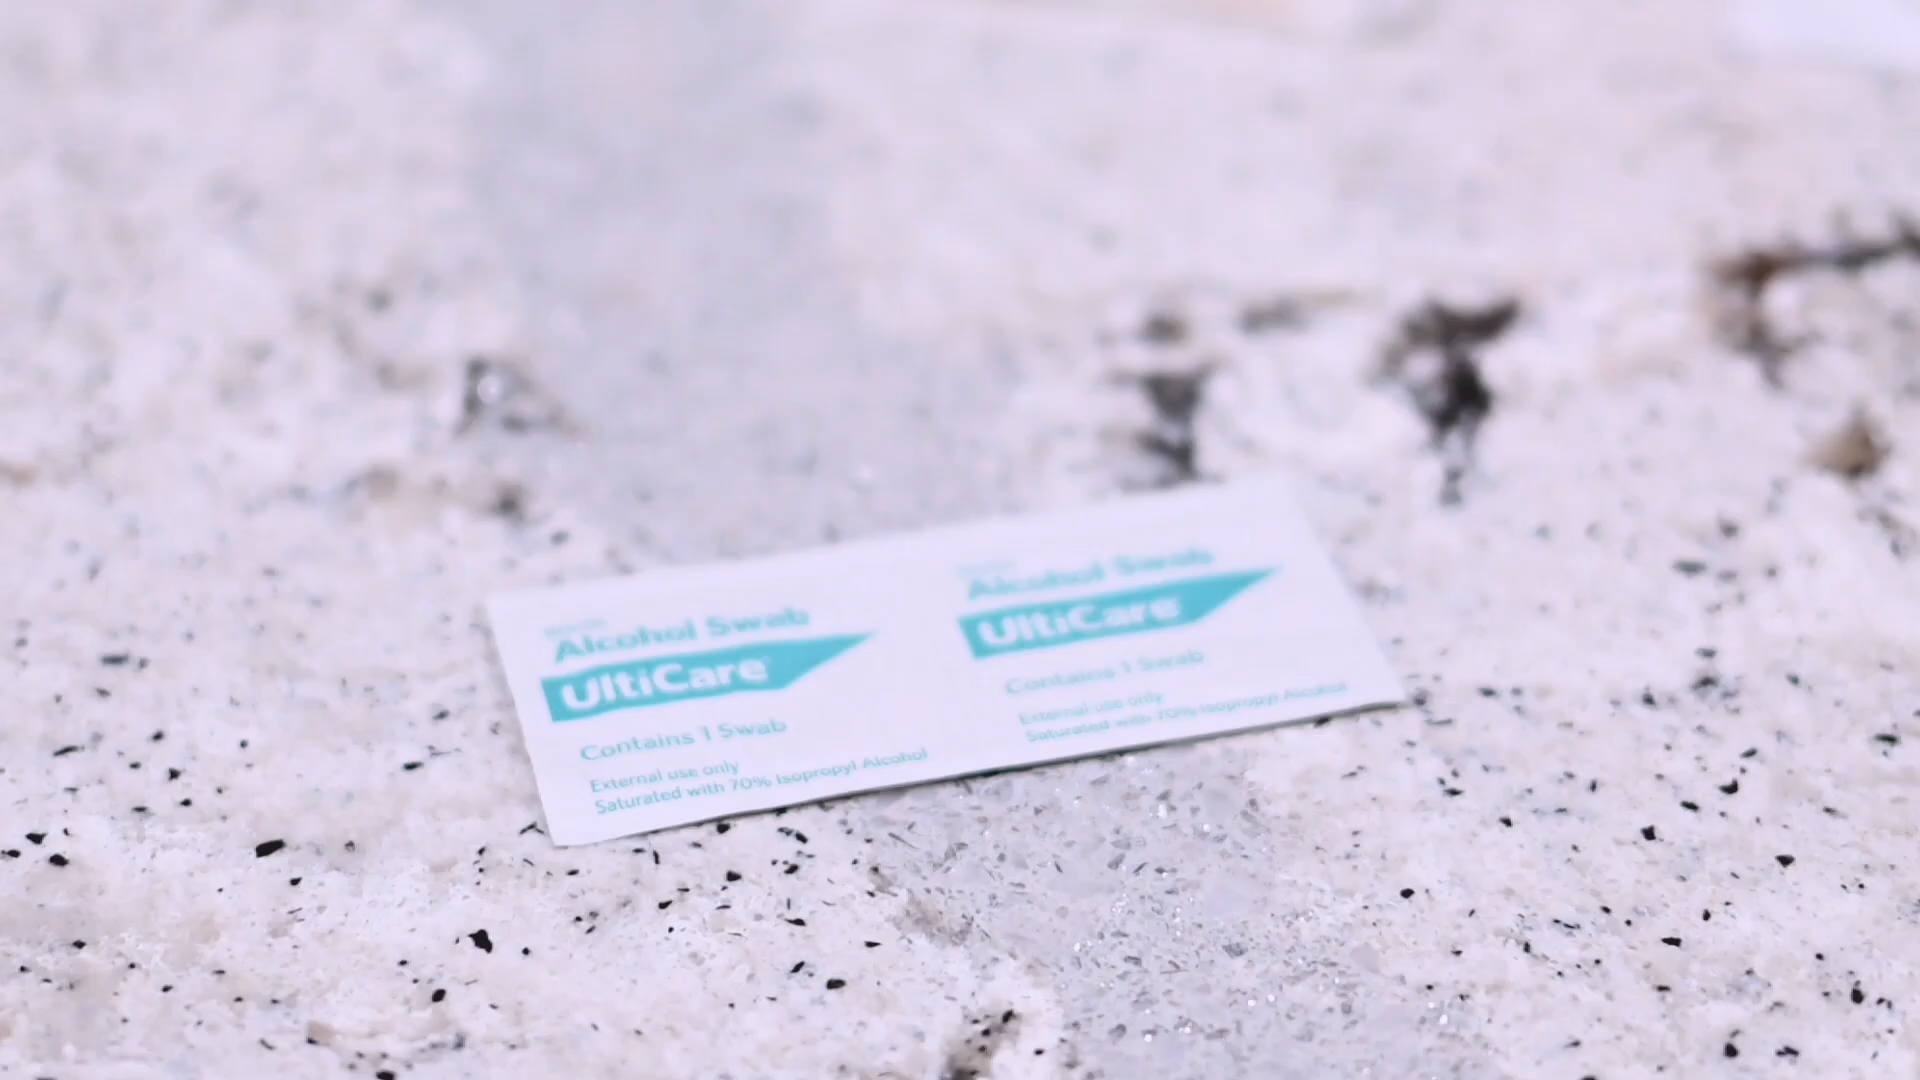 Alcohol Swab
UltiCare
Contains 1 Swab
External use only
Saturated with 70% Isopropyl Alcohol
Alcohol Swab
UltiCare
Contains 1 Swab
External use only
Saturated with 70% Isopropyl Alcohol